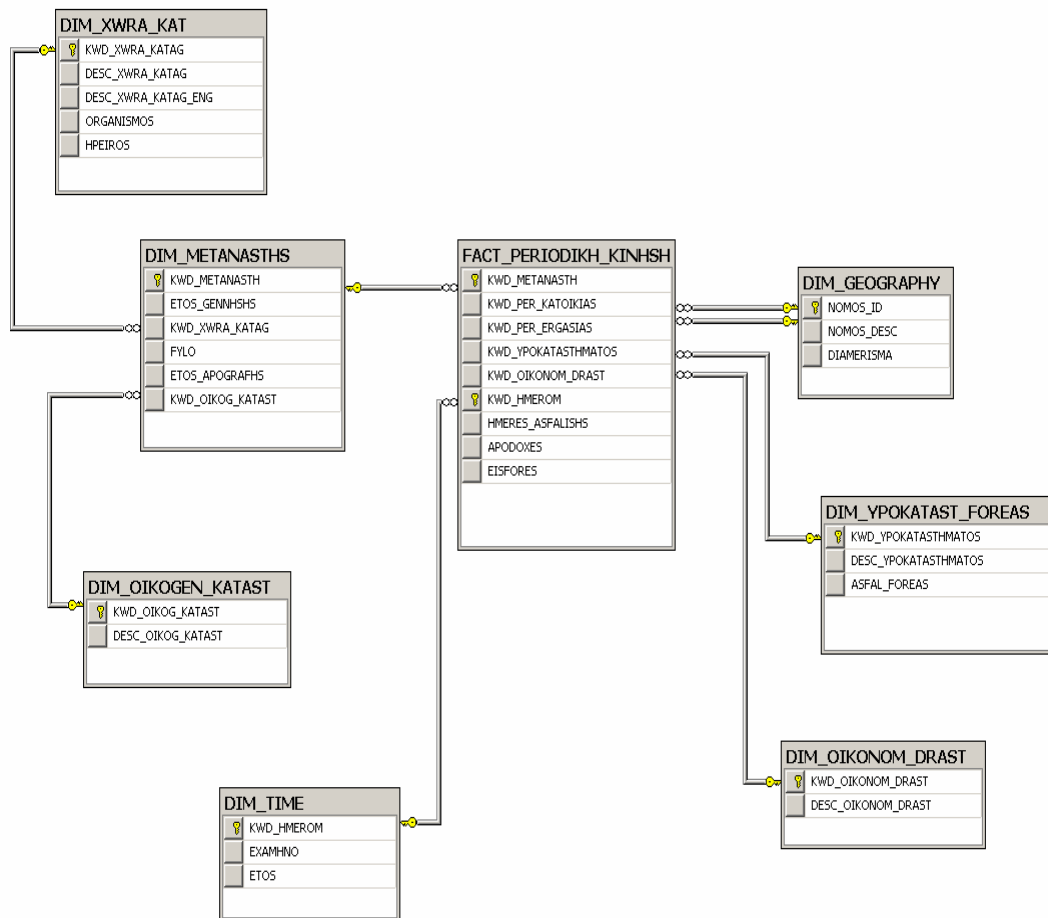 DIM_XWRA_KAT
KWD_XWRA_KATAG
DESC_XWRA_KATAG
DESC_XWRA_KATAG_ENG
ORGANISMOS
HPEIROS
DIM_METANASTHS
KWD_METANASTH
ETOS_GENNHSHS
KWD_XWRA_KATAG
FYLO
ETOS_APOGRAFHS
KWD_OIKOG_KATAST
FACT_PERIODIKH_KINHSH
KWD_METANASTH
KWD_PER_KATOIKIAS
KWD_PER_ERGASIAS
KWD_YPOKATASTHMATOS
KWD_OIKONOM_DRAST
KWD_HMEROM
HMERES_ASFALISHS
APODOXES
EISFORES
DIM_GEOGRAPHY
NOMOS_ID
NOMOS_DESC
DIAMERISMA
DIM_YPOKATAST_FOREAS
KWD_YPOKATASTHMATOS
DESC_YPOKATASTHMATOS
ASFAL_FOREAS
DIM_OIKOGEN_KATAST
KWD_OIKOG_KATAST
DESC_OIKOG_KATAST
DIM_OIKONOM_DRAST
KWD_OIKONOM_DRAST
DESC_OIKONOM_DRAST
DIM_TIME
KWD_HMEROM
EXAMHNO
ETOS